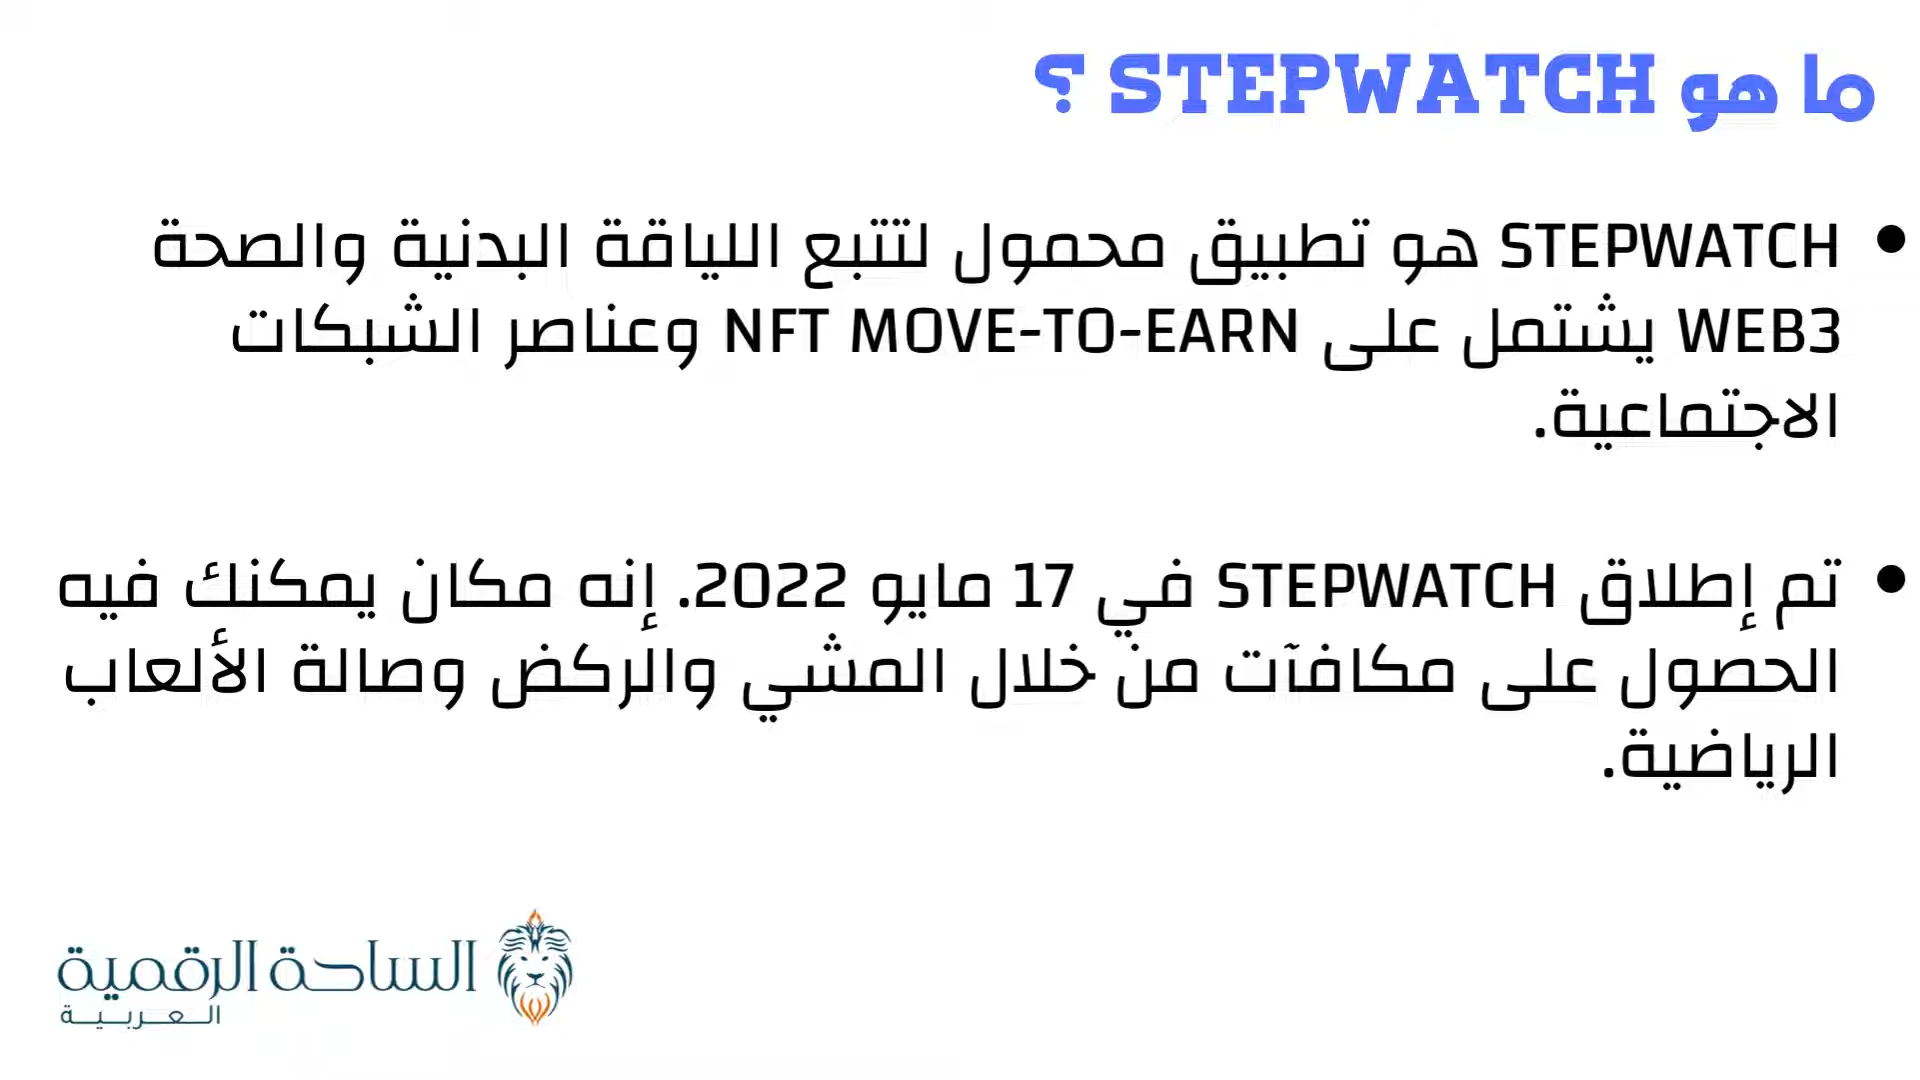 ما هو STEPWATCH ؟
• STEPWATCH هو تطبيق محمول لتتبع اللياقة البدنية والصحة
WEB3 يشتمل على NFT MOVE-TO-EARN وعناصر الشبكات
الاجتماعية.
• تم إطلاق STEPWATCH في 17 مايو 2022. إنه مكان يمكنك فيه
الحصول على مكافآت من خلال المشي والركض وصالة الألعاب
الرياضية.
الساحة الرقمية
العربية